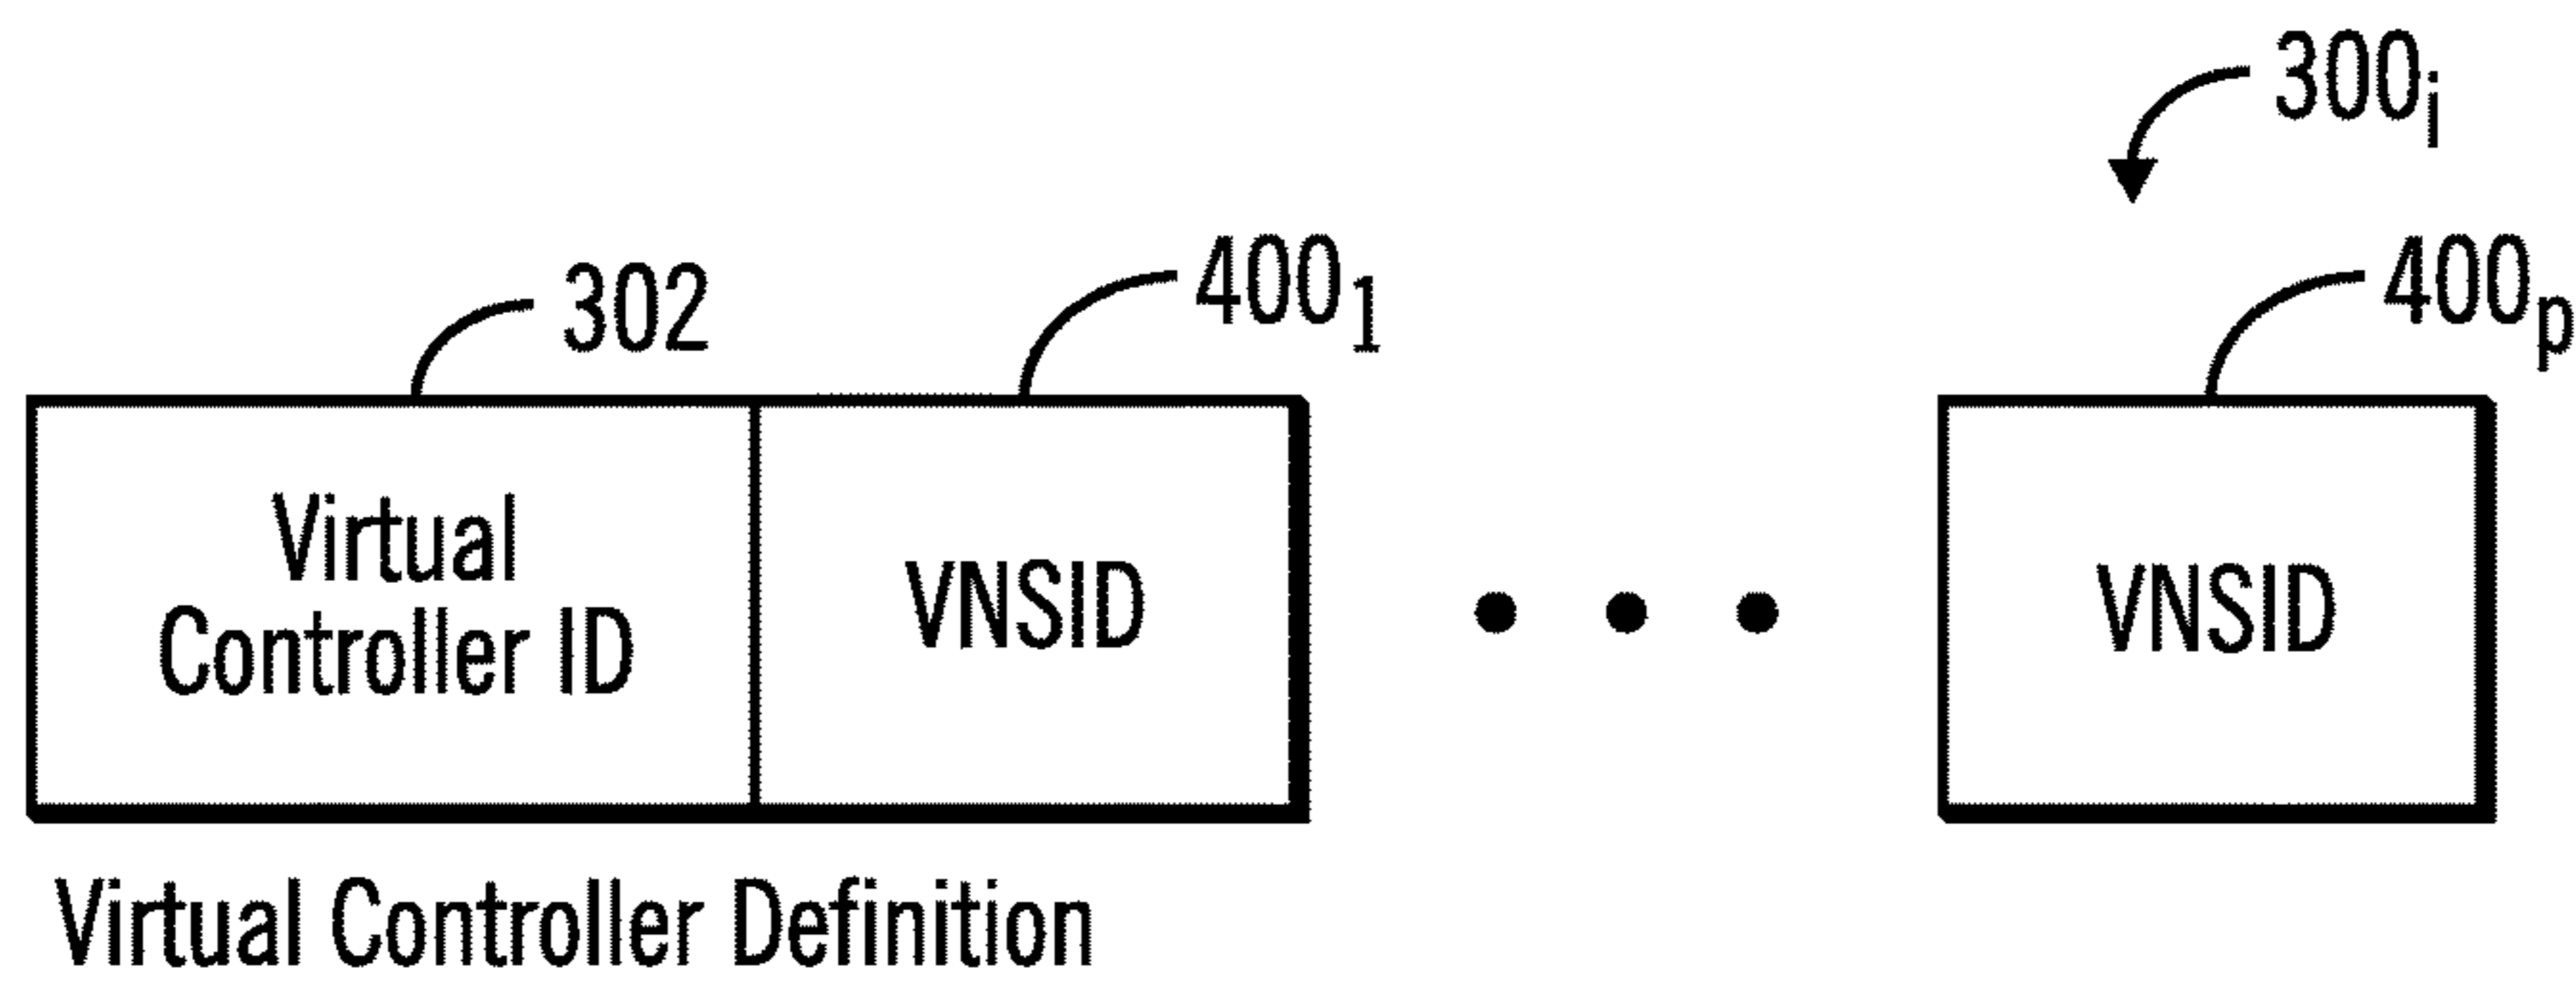 300i
302
4001
400p
Virtual
Controller ID
VNSID
VNSID
Virtual Controller Definition